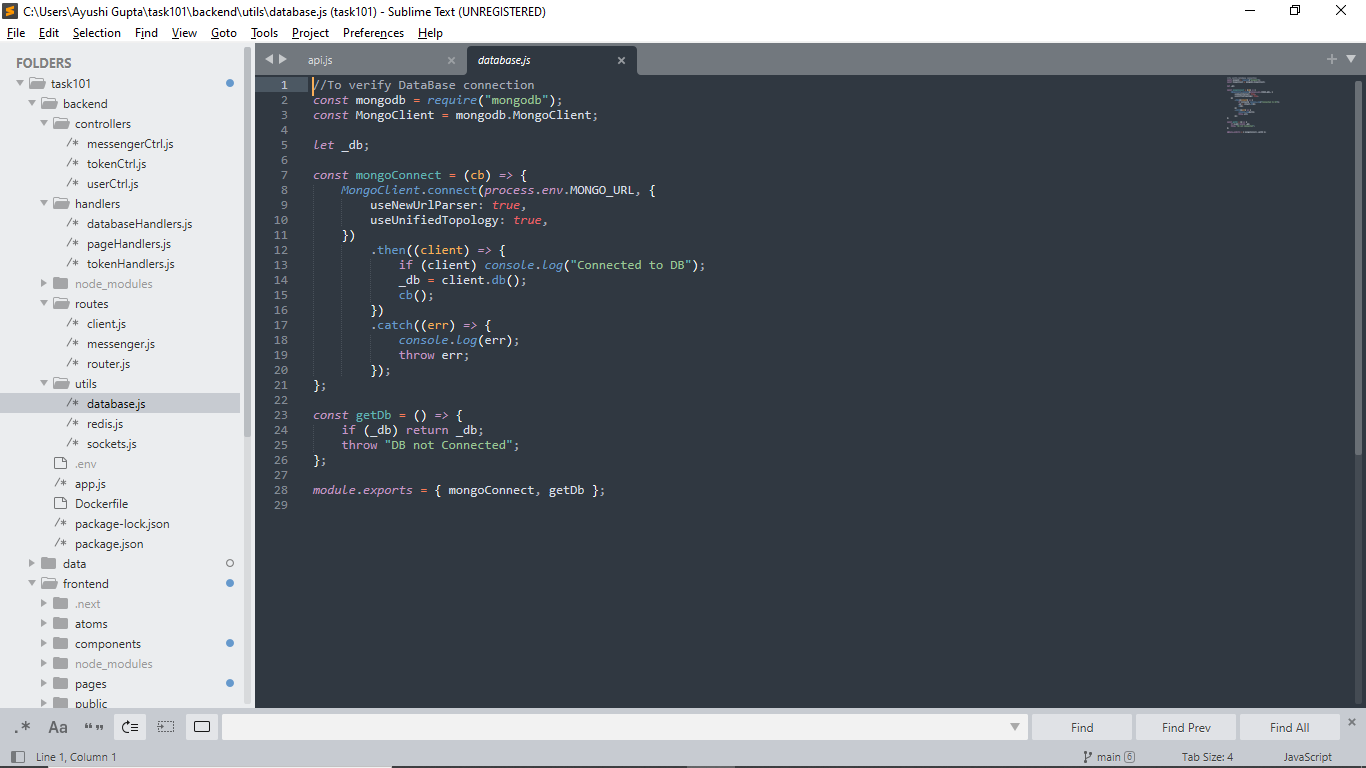 C:\Users\Ayushi Gupta\task101\backend\utils\database.js (task101) - Sublime Text (UNREGISTERED)
File Edit Selection Find View Goto Tools Project Preferences Help
FOLDERS
task101
backend
controllers
/* messengerCtrl.js
/* tokenCtrl.js
/* userCtrl.js
handlers
/* databaseHandlers.js
/* pageHandlers.js
/* tokenHandlers.js
node_modules
routes
/* client.js
/* messenger.js
/* router.js
utils
/* database.js
/* redis.js
/* sockets.js
.env
/* app.js
Dockerfile
/* package-lock.json
/* package.json
data
frontend
.next
atoms
components
node_modules
pages
public
api.js × database.js ×
1 //To verify DataBase connection
2 const mongodb = require("mongodb");
3 const MongoClient = mongodb.MongoClient;
4
5 let _db;
6
7 const mongoConnect = (cb) => {
8 MongoClient.connect(process.env.MONGO_URL, {
9 useNewUrlParser: true,
10 useUnifiedTopology: true,
11 })
12 .then((client) => {
13 if (client) console.log("Connected to DB");
14 _db = client.db();
15 cb();
16 })
17 .catch((err) => {
18 console.log(err);
19 throw err;
20 });
21 };
22
23 const getDb = () => {
24 if (_db) return _db;
25 throw "DB not Connected";
26 };
27
28 module.exports = { mongoConnect, getDb };
29
.* Aa “” Find Find Prev Find All ×
Line 1, Column 1 main 6 Tab Size: 4 JavaScript